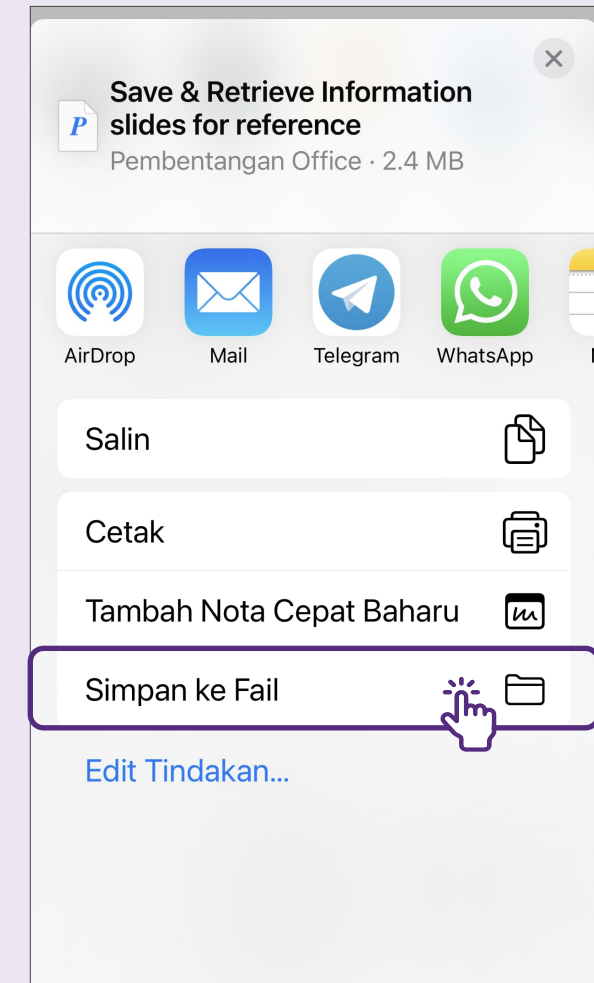 Save & Retrieve Information
slides for reference
P
Pembentangan Office · 2.4 MB
AirDrop
Mail
Telegram
WhatsApp
Salin
Cetak
Tambah Nota Cepat Baharu
Simpan ke Fail
Edit Tindakan...